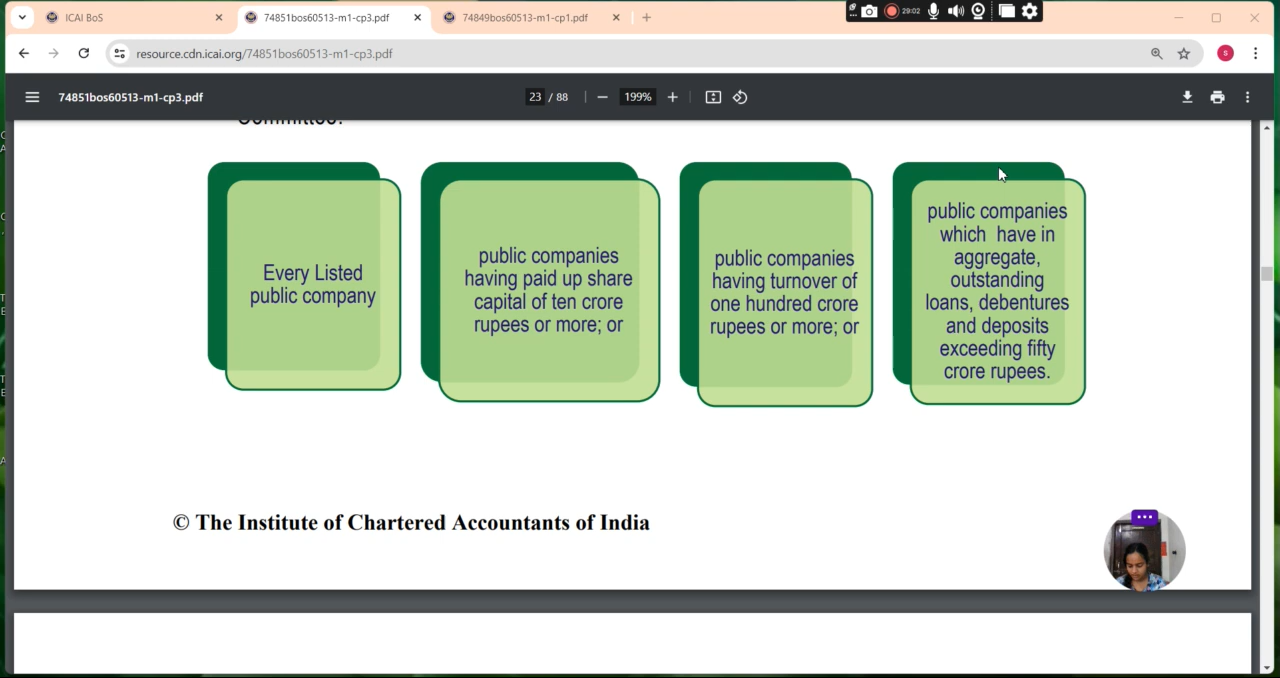 ICAI BoS
74851bos60513-m1-cp3.pdf
74849bos60513-m1-cp1.pdf
29:02
resource.cdn.icai.org/74851bos60513-m1-cp3.pdf
S
74851bos60513-m1-cp3.pdf
23 / 88
199%
Committee:
Every Listed
public company
public companies
having paid up share
capital of ten crore
rupees or more; or
public companies
having turnover of
one hundred crore
rupees or more; or
public companies
which have in
aggregate,
outstanding
loans, debentures
and deposits
exceeding fifty
crore rupees.
© The Institute of Chartered Accountants of India